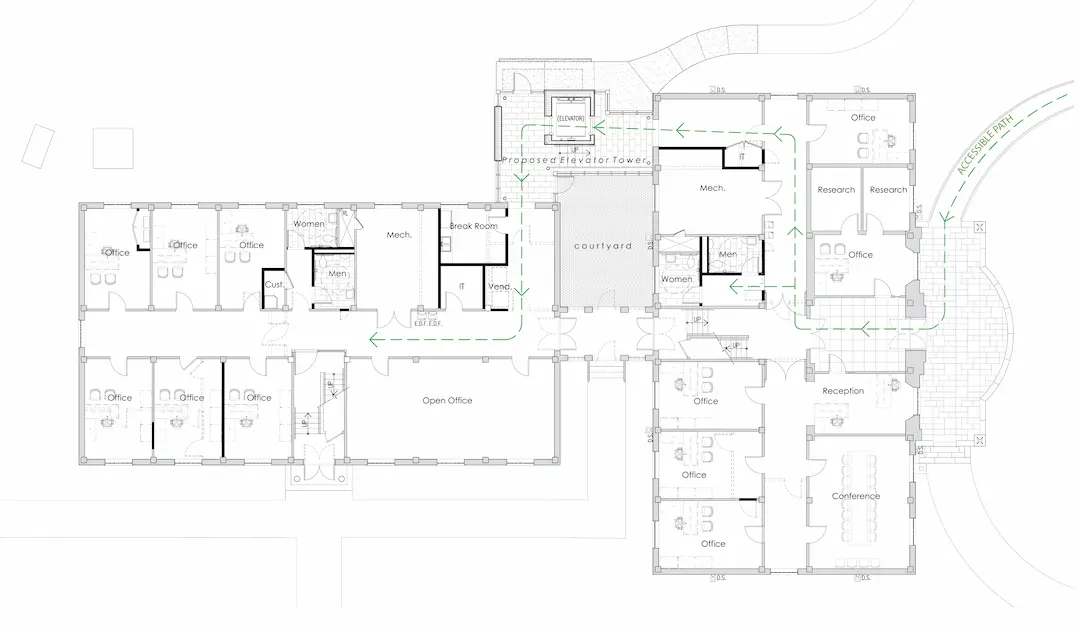 D.S.
D.S.
Office
(ELEVATOR)
ACCESSIBLE PATH
UP
Proposed Elevator Tower
IT
Mech.
Research
Research
D.S.
Women
Break Room
Mech.
courtyard
D.S.
Office
Office
Office
Men
Office
Men
Women
Cust.
IT
Vend.
E.D.F.
E.D.F.
UP
UP
UP
UP
Office
Office
Office
Open Office
Office
Reception
D.S.
D.S.
Office
Conference
Office
D.S.
D.S.